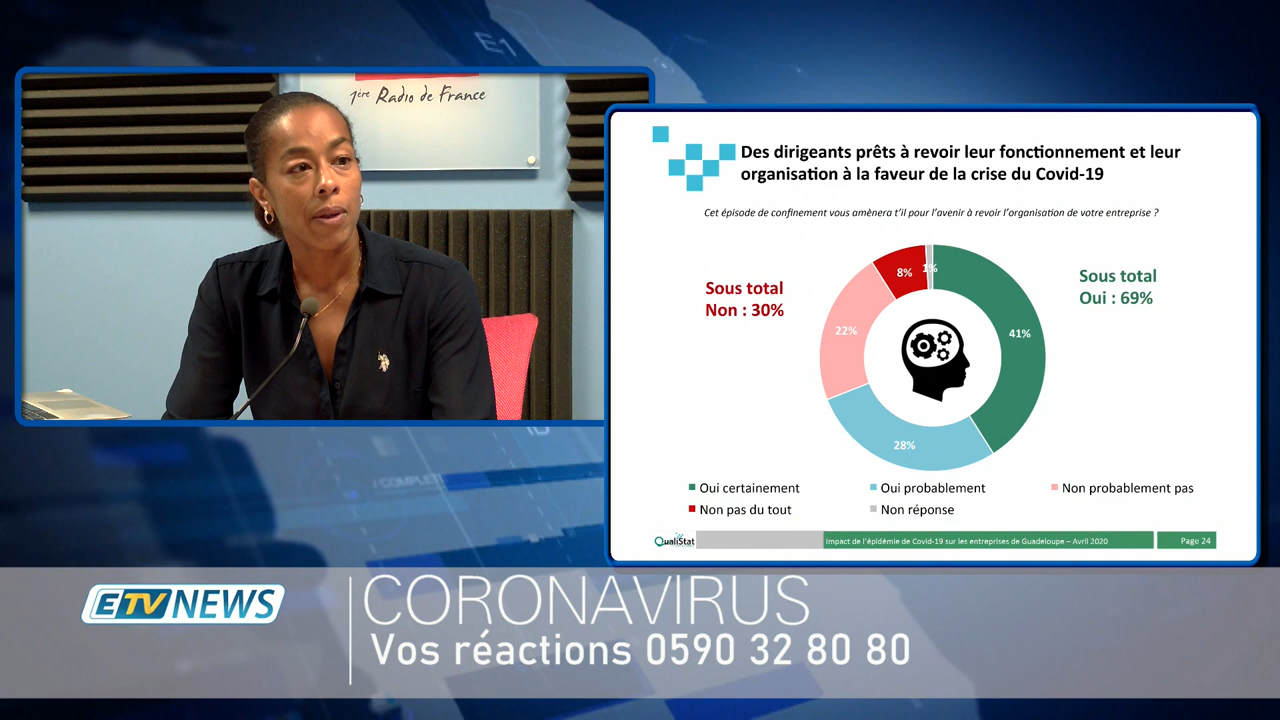 1ère Radio de France
Des dirigeants prêts à revoir leur fonctionnement et leur
organisation à la faveur de la crise du Covid-19
Cet épisode de confinement vous amènera t'il pour l'avenir à revoir l'organisation de votre entreprise ?
Sous total
Non : 30%
Sous total
Oui : 69%
8%
1%
22%
41%
28%
Oui certainement
Oui probablement
Non probablement pas
Non pas du tout
Non réponse
QualiStat
Impact de l'épidémie de Covid-19 sur les entreprises de Guadeloupe – Avril 2020
Page 24
ETV NEWS
CORONAVIRUS
Vos réactions 0590 32 80 80